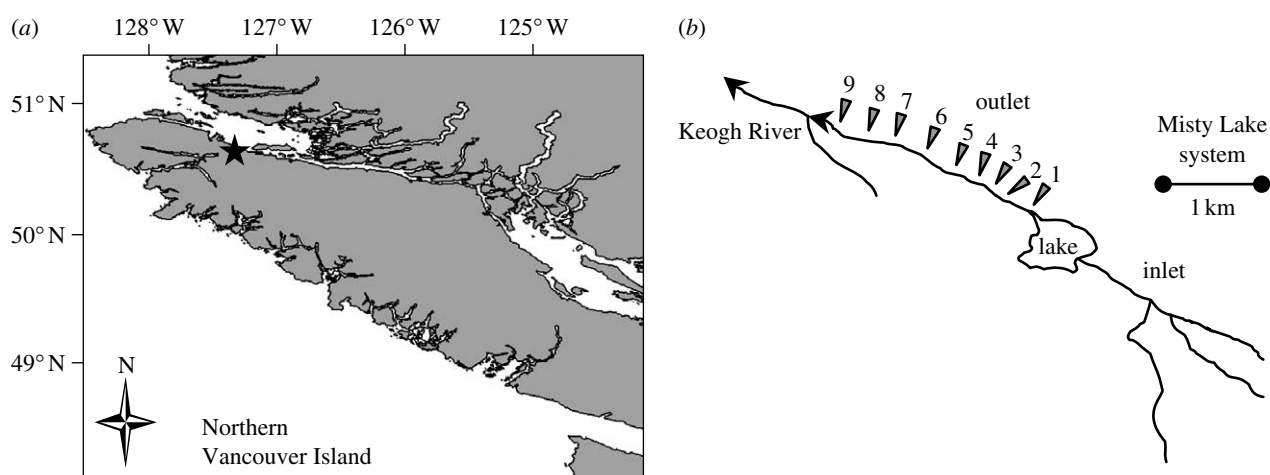 (a)
128° W 127° W 126° W 125° W
51° N
50° N
49° N
N
Northern
Vancouver Island
(b)
9 8 7 6 5 4 3 2 1
outlet
Keogh River
Misty Lake
system
1 km
lake
inlet